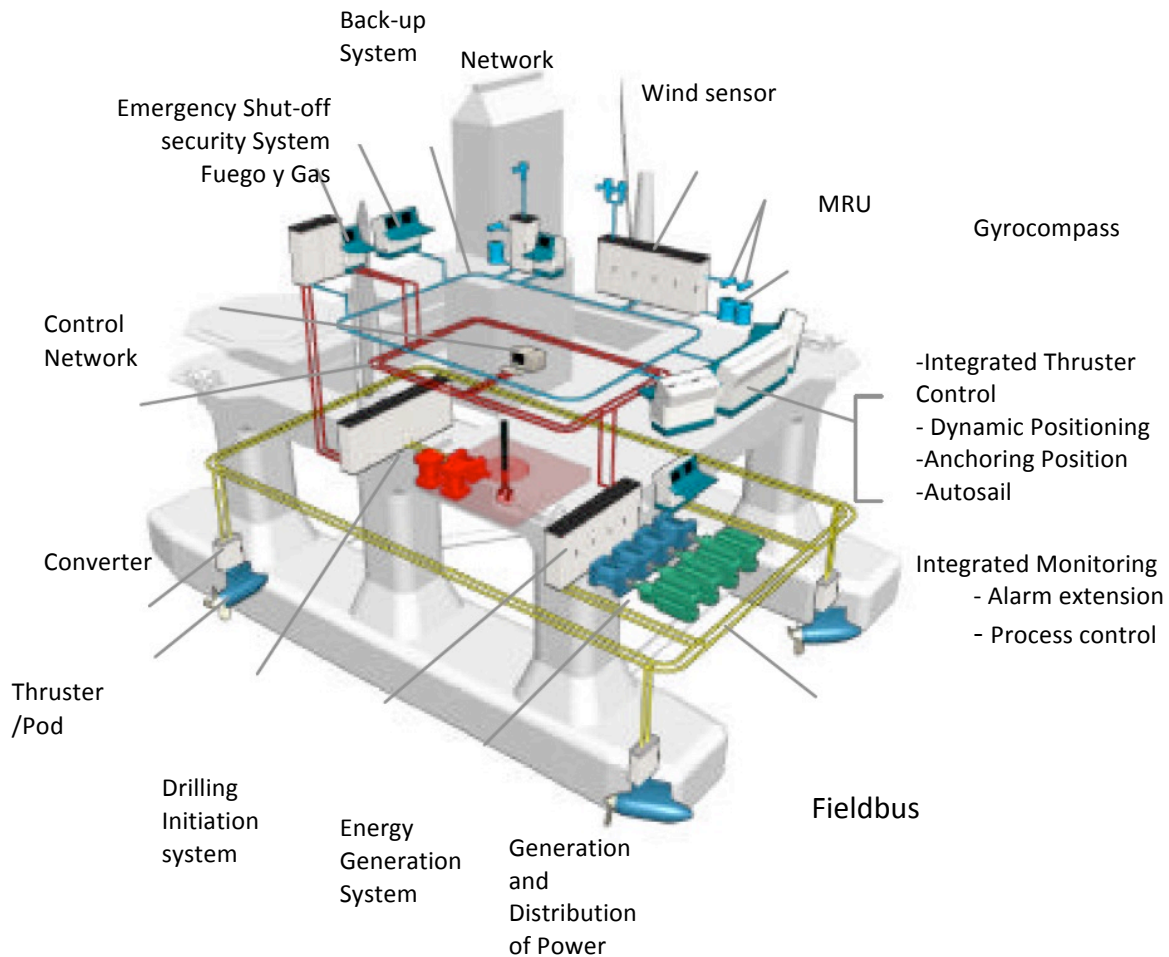 Back-up
System
Network
Wind sensor
Emergency Shut-off
security System
Fuego y Gas
MRU
Gyrocompass
Control
Network
-Integrated Thruster
Control
- Dynamic Positioning
-Anchoring Position
-Autosail
Converter
Integrated Monitoring
- Alarm extension
- Process control
Thruster
/Pod
Drilling
Initiation
system
Energy
Generation
System
Generation
and
Distribution
of Power
Fieldbus